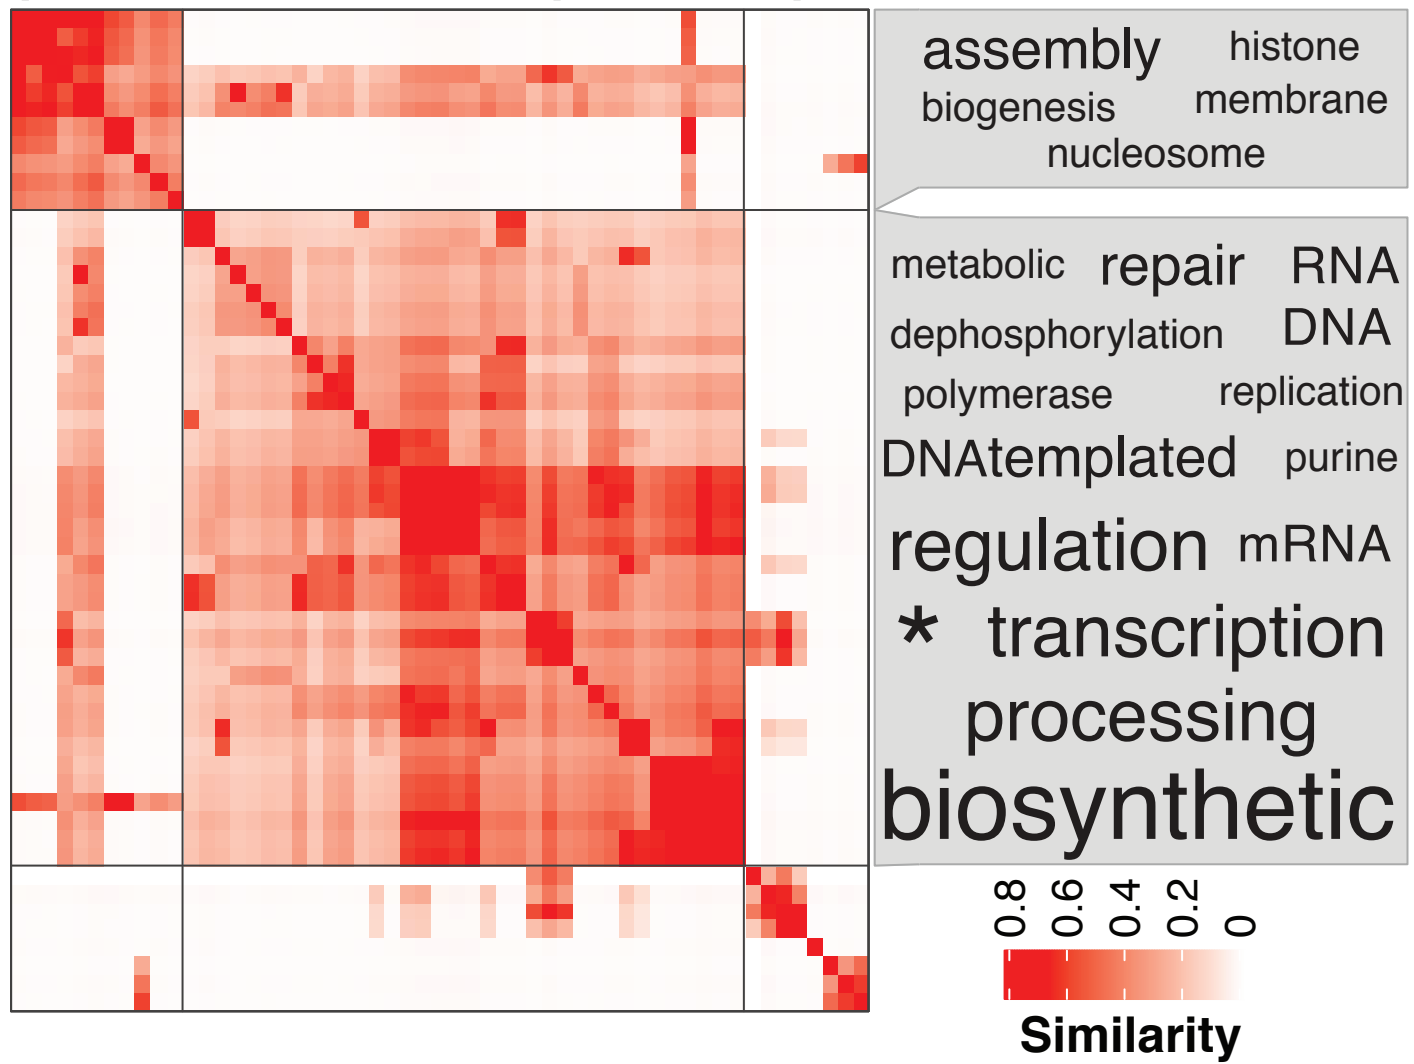 assembly histone
biogenesis membrane
nucleosome
metabolic repair RNA
dephosphorylation DNA
polymerase replication
DNAtemplated purine
regulation mRNA
* transcription
processing
biosynthetic
0.8 0.6 0.4 0.2 0
Similarity